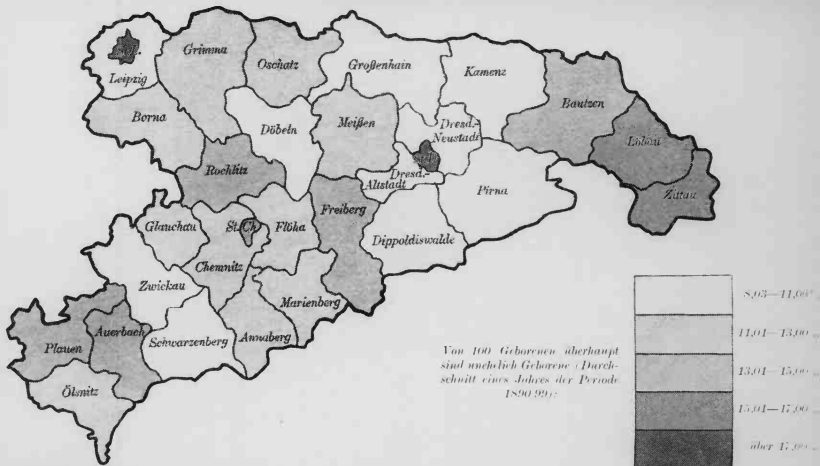 Leipzig
Grimma
Oschatz
Großenhain
Kamenz
Borna
Döbeln
Meißen
Dresd.-
Neustadt
Bautzen
Löbau
Zittau
Rochlitz
Dresd.-
Altstadt
Pirna
Freiberg
Dippoldiswalde
Glauchau
St. Ch.
Flöha
Chemnitz
Zwickau
Marienberg
Annaberg
Schwarzenberg
Auerbach
Plauen
Ölsnitz
Von 100 Geborenen überhaupt
sind unehelich Geborene (Durch-
schnitt eines Jahres der Periode
1890/99):
8,03—11,00
11,01—13,00
13,01—15,00
15,01—17,00
über 17,00